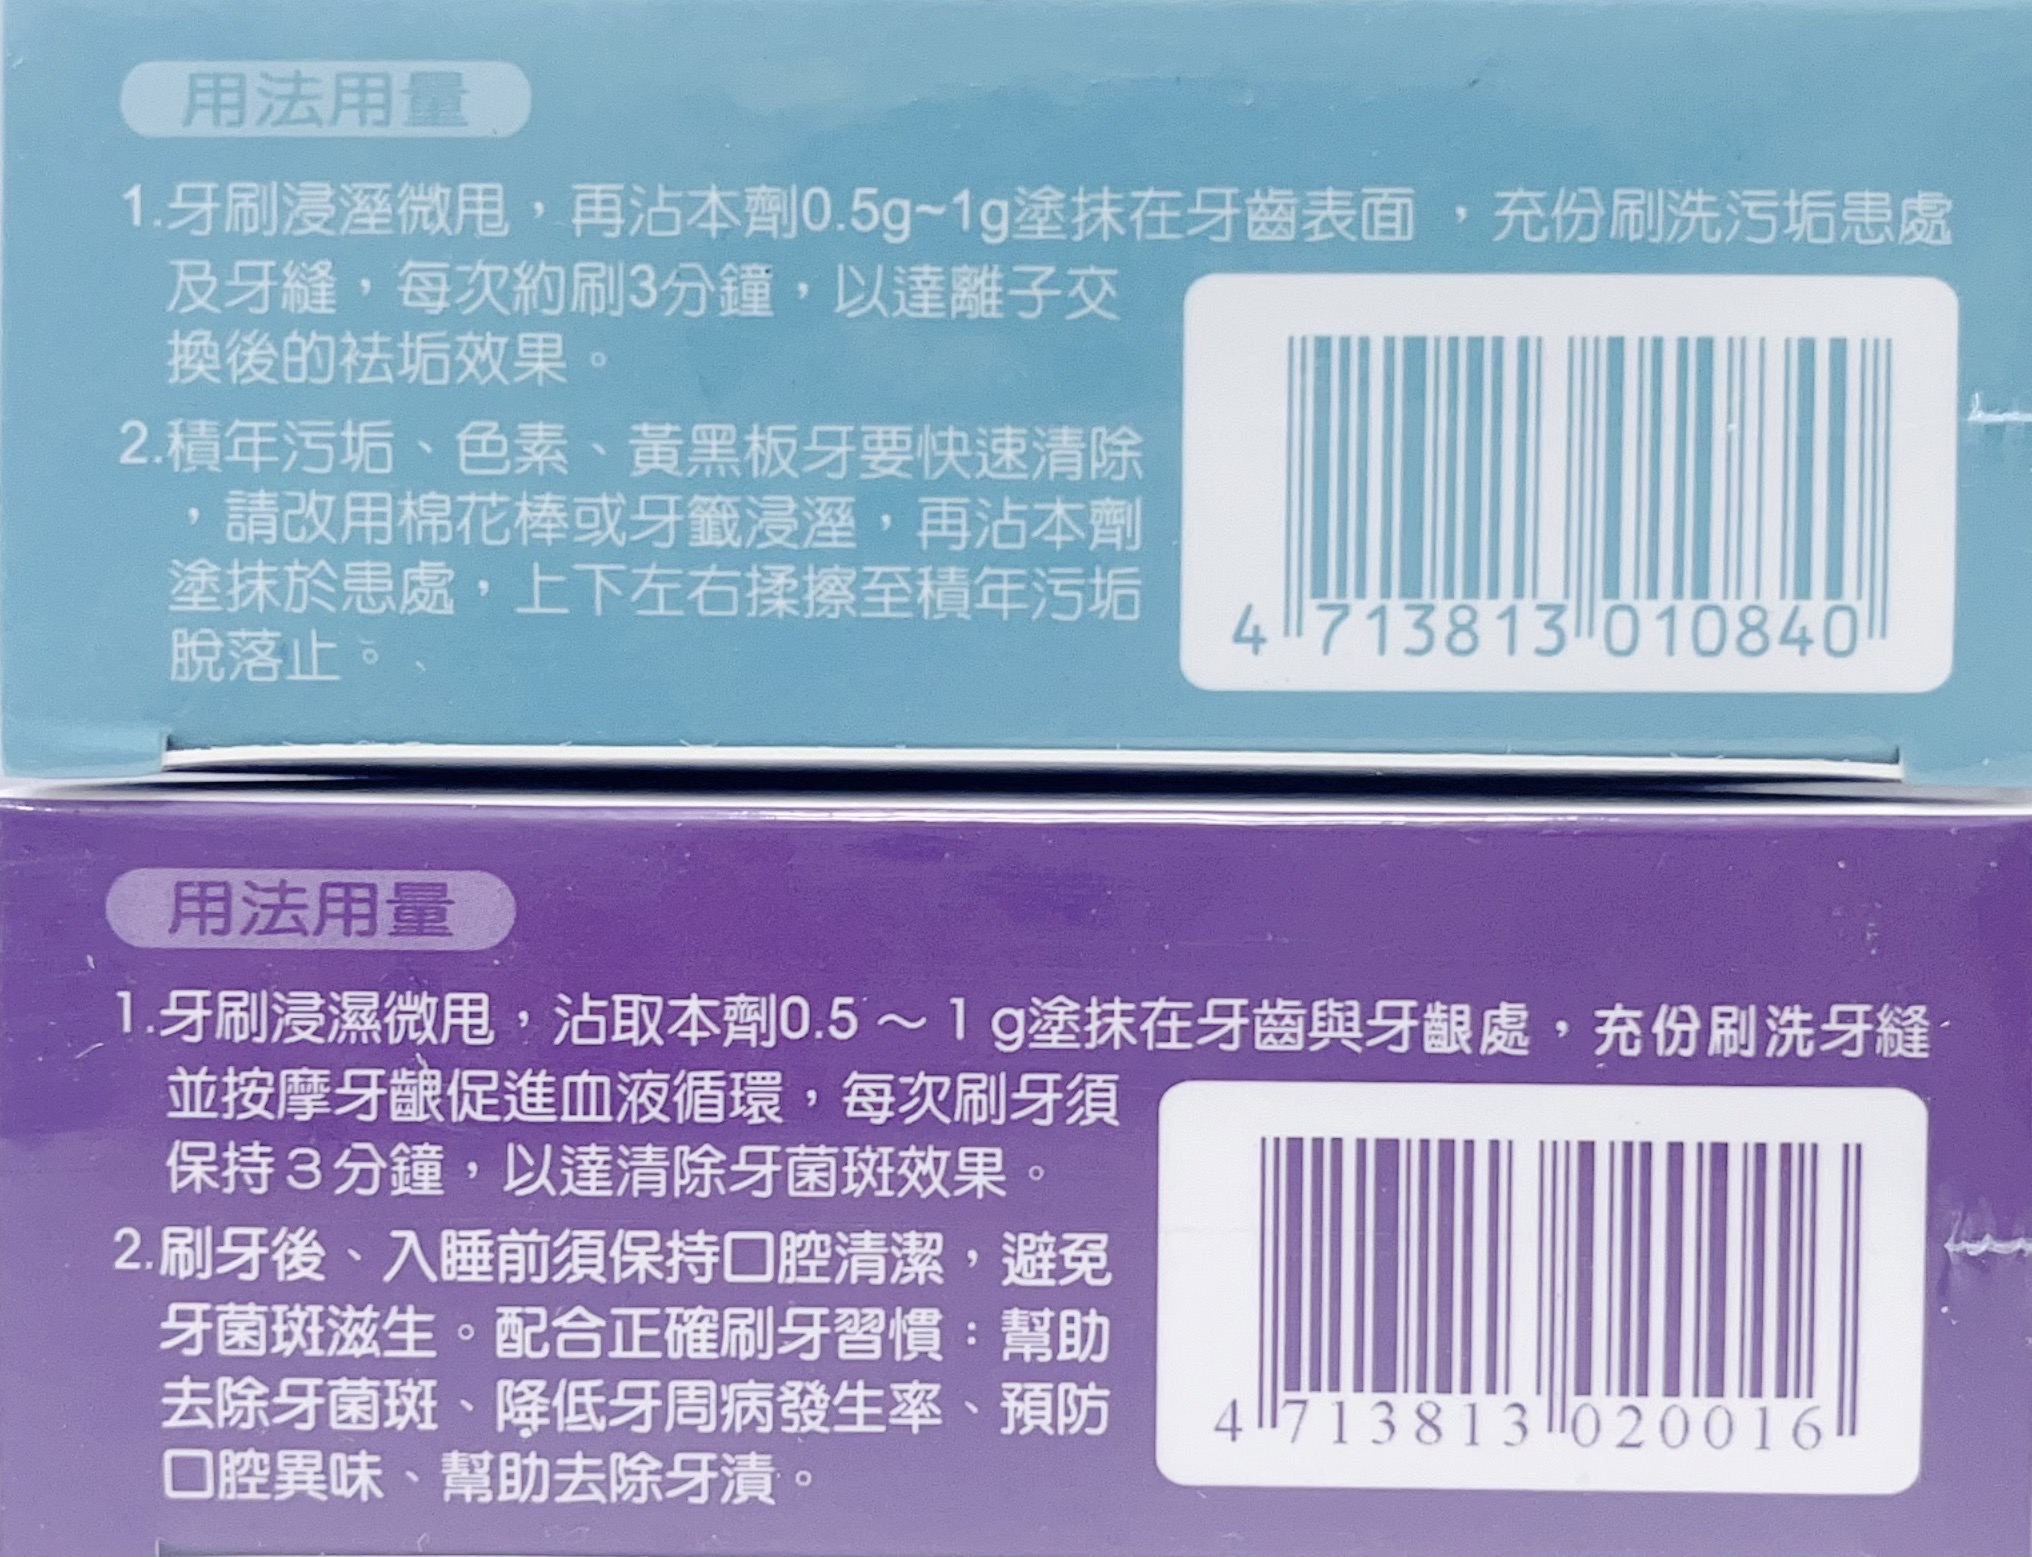 用法用量
1.牙刷浸溼微甩，再沾本劑0.5g~1g塗抹在牙齒表面，充份刷洗污垢患處
及牙縫，每次約刷3分鐘，以達離子交
換後的祛垢效果。
2.積年污垢、色素、黃黑板牙要快速清除
，請改用棉花棒或牙籤浸溼，再沾本劑
塗抹於患處，上下左右揉擦至積年污垢
脫落止。、
4 713813 010840
用法用量
1.牙刷浸濕微甩，沾取本劑0.5～1 g塗抹在牙齒與牙齦處，充份刷洗牙縫
並按摩牙齦促進血液循環，每次刷牙須
保持３分鐘，以達清除牙菌斑效果。
2.刷牙後、入睡前須保持口腔清潔，避免
牙菌斑滋生。配合正確刷牙習慣：幫助
去除牙菌斑、降低牙周病發生率、預防
口腔異味、幫助去除牙漬。
4 713813 020016